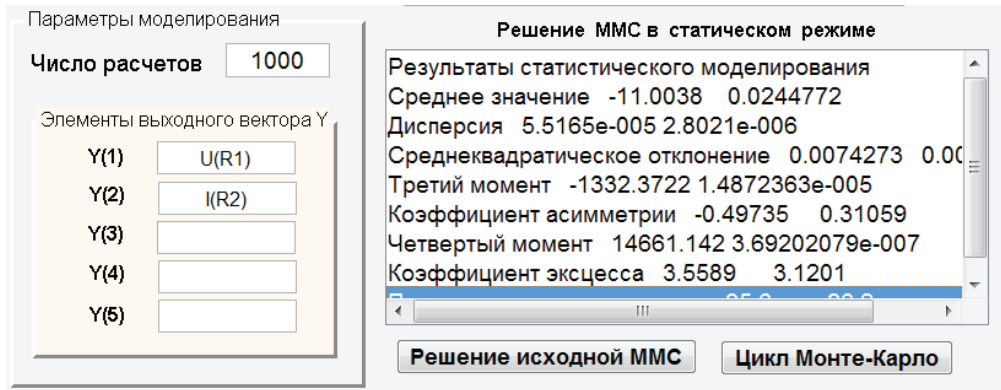 Параметры моделирования
Число расчетов 1000
Элементы выходного вектора Y
Y(1) U(R1)
Y(2) I(R2)
Y(3)
Y(4)
Y(5)
Решение ММС в статическом режиме
Результаты статистического моделирования
Среднее значение -11.0038 0.0244772
Дисперсия 5.5165e-005 2.8021e-006
Среднеквадратическое отклонение 0.0074273 0.00
Третий момент -1332.3722 1.4872363e-005
Коэффициент асимметрии -0.49735 0.31059
Четвертый момент 14661.142 3.69202079e-007
Коэффициент эксцесса 3.5589 3.1201
Решение исходной ММС
Цикл Монте-Карло